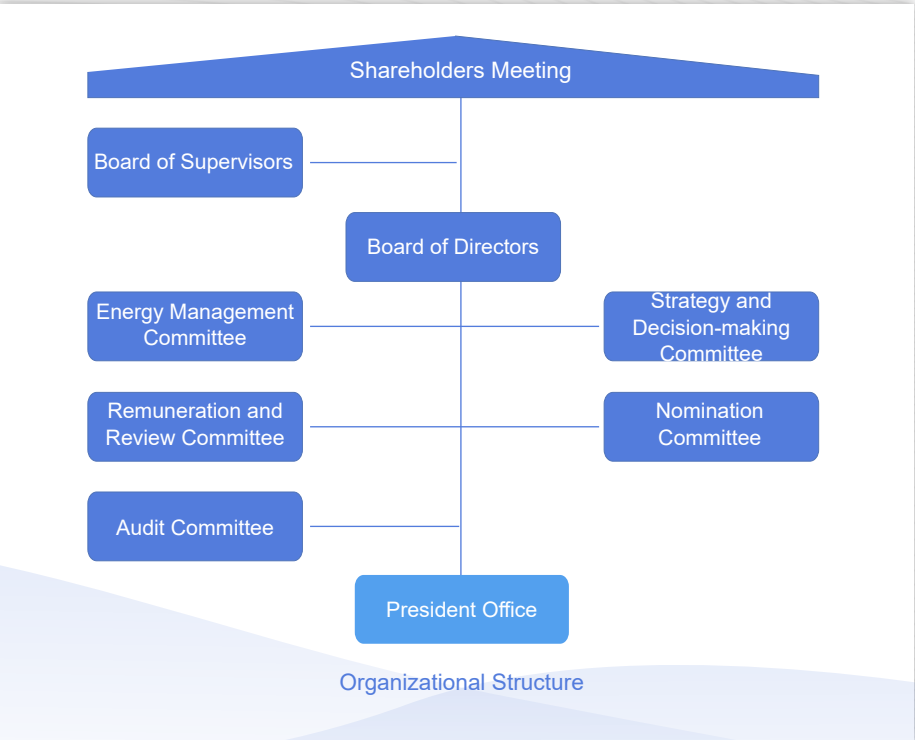 Shareholders Meeting
Board of Supervisors
Board of Directors
Energy Management
Committee
Strategy and
Decision-making
Committee
Remuneration and
Review Committee
Nomination
Committee
Audit Committee
President Office
Organizational Structure